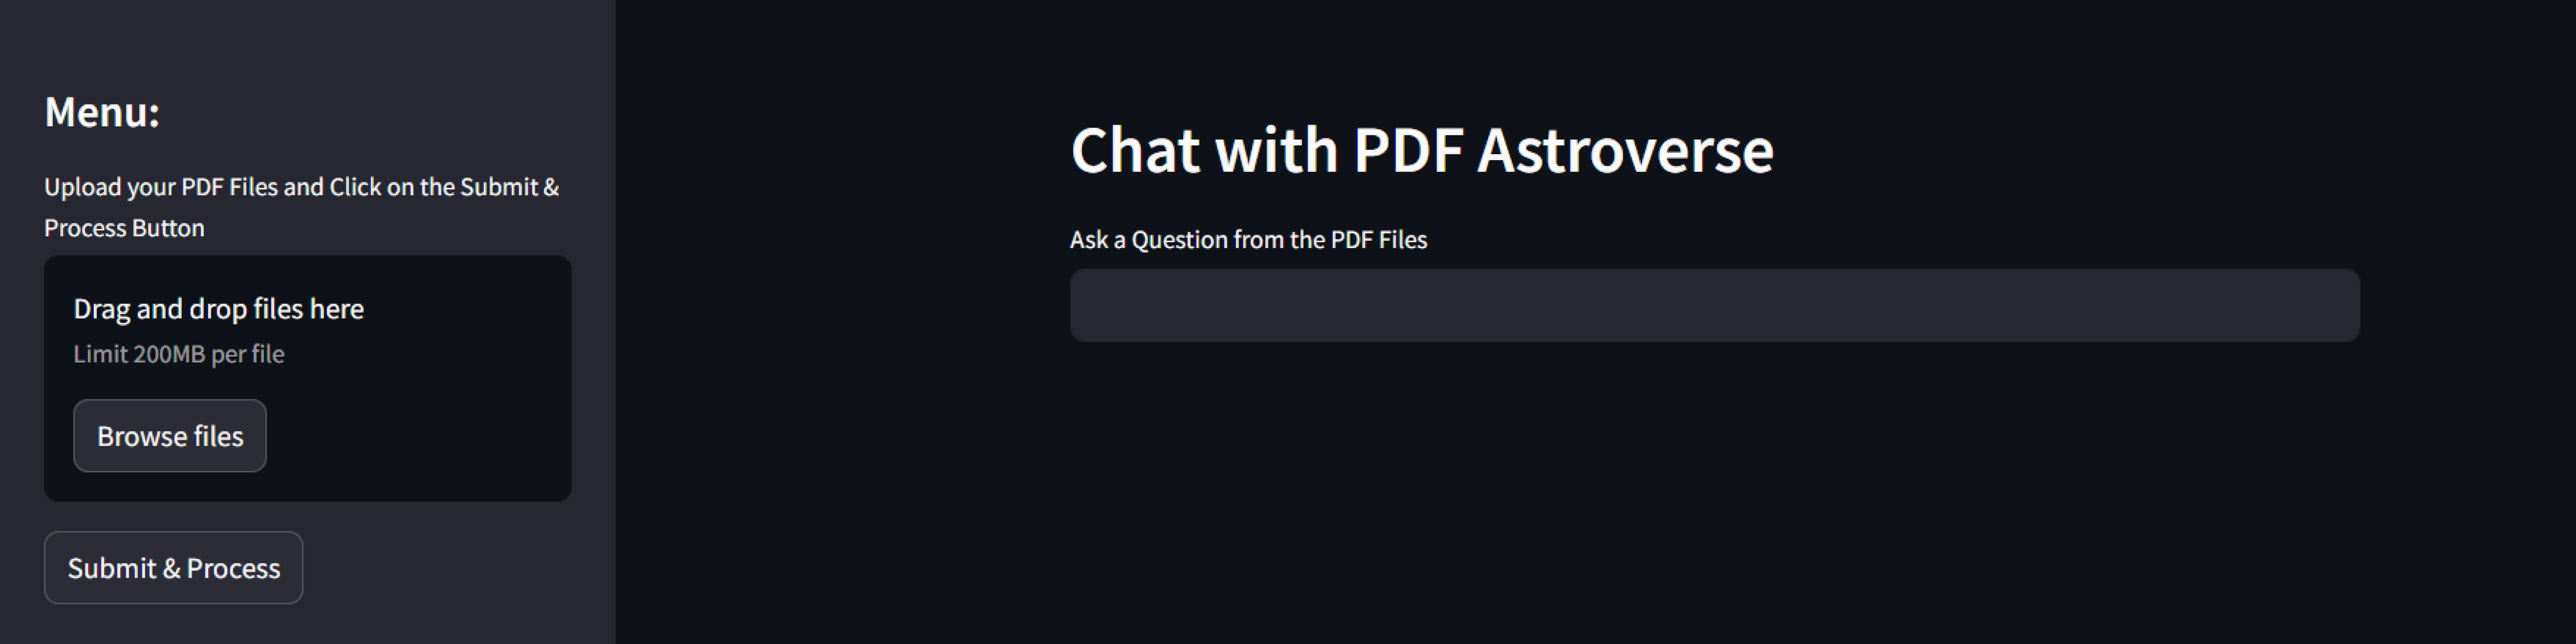 Menu:
Upload your PDF Files and Click on the Submit &
Process Button
Drag and drop files here
Limit 200MB per file
Browse files
Submit & Process
Chat with PDF Astroverse
Ask a Question from the PDF Files